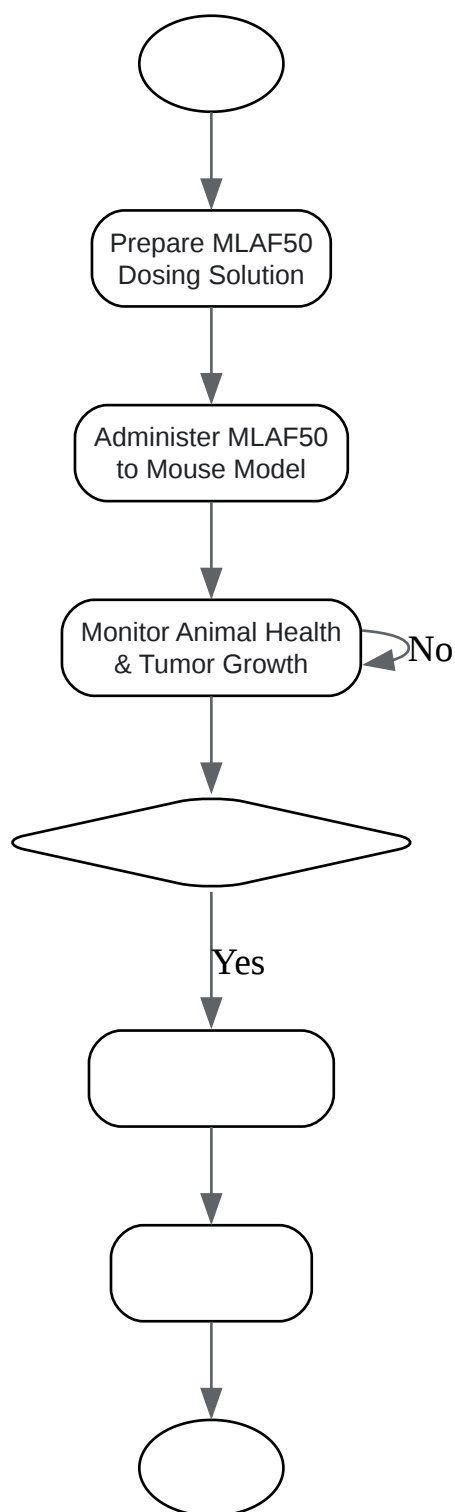 Prepare MLAF50
Dosing Solution
Administer MLAF50
to Mouse Model
Monitor Animal Health
& Tumor Growth
No
Yes